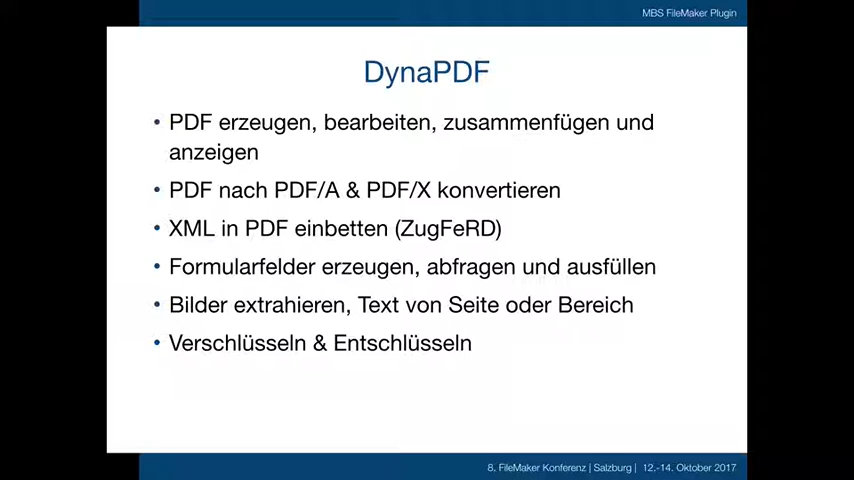 MBS FileMaker Plugin
DynaPDF
• PDF erzeugen, bearbeiten, zusammenfügen und
anzeigen
• PDF nach PDF/A & PDF/X konvertieren
• XML in PDF einbetten (ZugFeRD)
• Formularfelder erzeugen, abfragen und ausfüllen
• Bilder extrahieren, Text von Seite oder Bereich
• Verschlüsseln & Entschlüsseln
8. FileMaker Konferenz | Salzburg | 12.-14. Oktober 2017